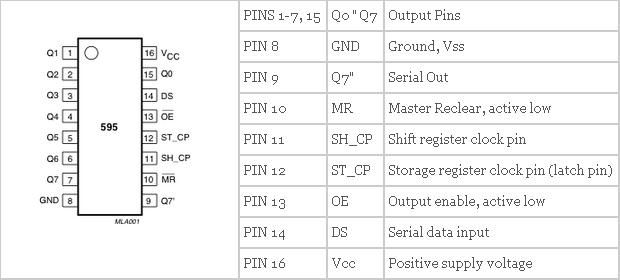 Q1 1 16 VCC
Q2 2 15 Q0
Q3 3 14 DS
Q4 4 13 OE
Q5 5 595 12 ST_CP
Q6 6 11 SH_CP
Q7 7 10 MR
GND 8 9 Q7'
MLA001
PINS 1-7, 15 Q0 " Q7 Output Pins
PIN 8 GND Ground, Vss
PIN 9 Q7" Serial Out
PIN 10 MR Master Reclear, active low
PIN 11 SH_CP Shift register clock pin
PIN 12 ST_CP Storage register clock pin (latch pin)
PIN 13 OE Output enable, active low
PIN 14 DS Serial data input
PIN 16 Vcc Positive supply voltage